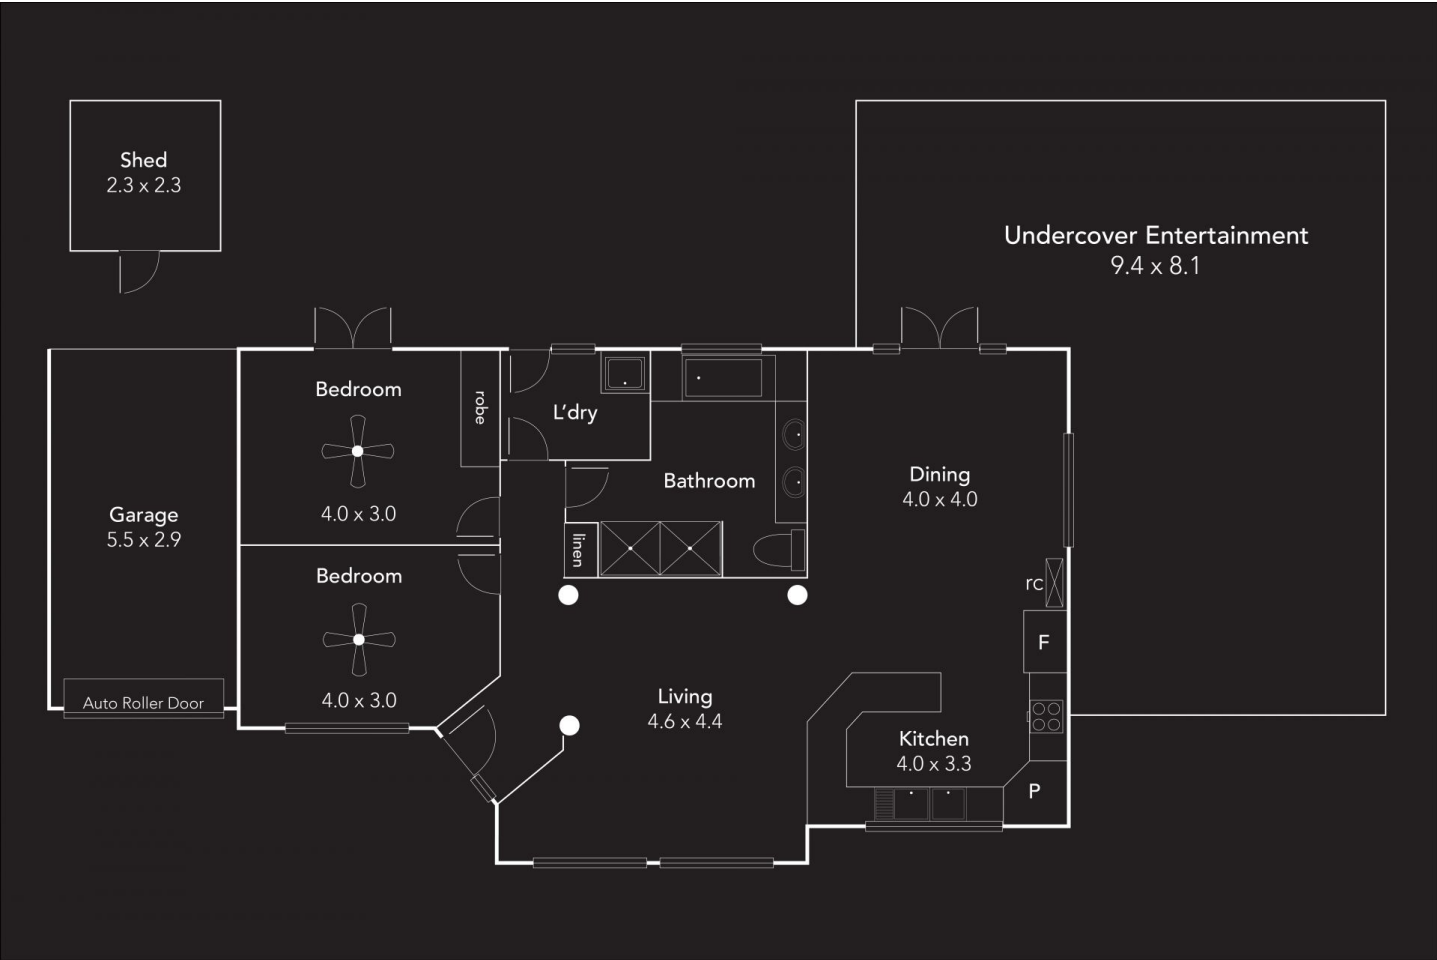 Shed
2.3 x 2.3
Undercover Entertainment
9.4 x 8.1
Bedroom
4.0 x 3.0
robe
L'dry
Bathroom
linen
Dining
4.0 x 4.0
Garage
5.5 x 2.9
Auto Roller Door
Bedroom
4.0 x 3.0
rc
F
Living
4.6 x 4.4
Kitchen
4.0 x 3.3
P